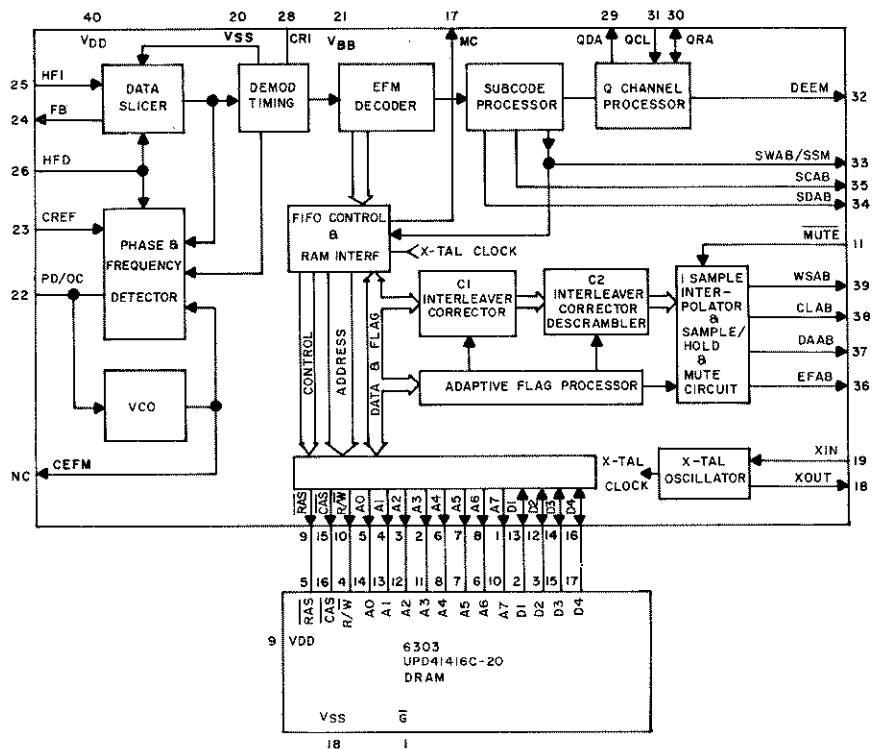 40 20 28 21 17 29 31 30
VDD VSS CRI VBB MC QDA QCL QRA
25 HFI
24 FB
26 HFD
23 CREF
22 PD/OC
NC CEFM
DATA
SLICER
DEMOD
TIMING
EFM
DECODER
SUBCODE
PROCESSOR
Q CHANNEL
PROCESSOR
DEEM 32
SWAB/SSM 33
SCAB 35
SDAB 34
MUTE 11
WSAB 39
CLAB 38
DAAB 37
EFAB 36
XIN 19
XOUT 18
PHASE &
FREQUENCY
DETECTOR
VCO
FIFO CONTROL
&
RAM INTERF
X-TAL CLOCK
C1
INTERLEAVER
CORRECTOR
C2
INTERLEAVER
CORRECTOR
DESCRAMBLER
1 SAMPLE
INTER-
POLATOR
&
SAMPLE/
HOLD
&
MUTE
CIRCUIT
ADAPTIVE FLAG PROCESSOR
CONTROL
ADDRESS
DATA & FLAG
X-TAL
CLOCK
X-TAL
OSCILLATOR
RAS CAS R/W A0 A1 A2 A3 A4 A5 A6 A7 D1 D2 D3 D4
9 15 10 5 4 3 2 6 7 8 1 13 12 14 16
5 16 4 14 13 12 11 8 7 6 10 2 3 15 17
RAS CAS R/W A0 A1 A2 A3 A4 A5 A6 A7 D1 D2 D3 D4
9 VDD
6303
UPD41416C-20
DRAM
VSS G
18 1